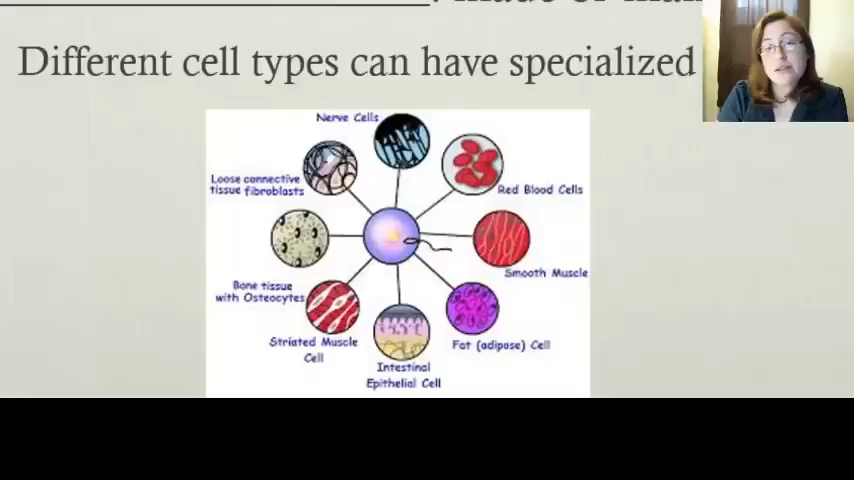 Different cell types can have specialized
Nerve Cells
Loose connective
tissue fibroblasts
Red Blood Cells
Smooth Muscle
Bone tissue
with Osteocytes
Striated Muscle
Cell
Fat (adipose) Cell
Intestinal
Epithelial Cell